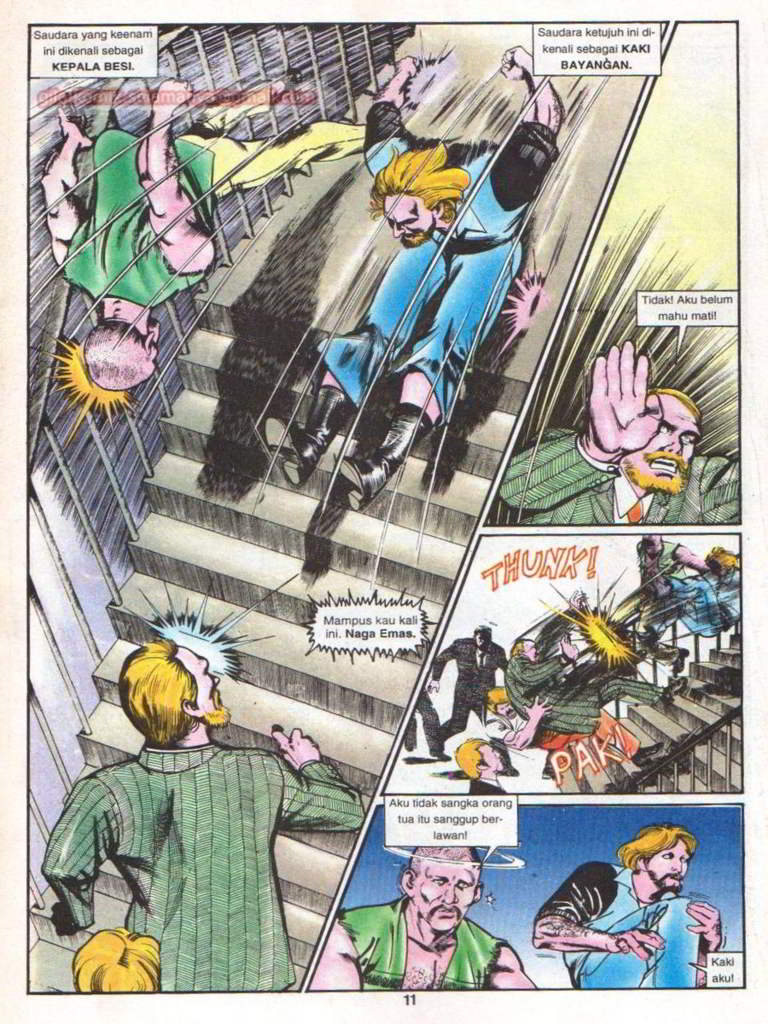 Saudara yang keenam
ini dikenali sebagai
KEPALA BESI.
Saudara ketujuh ini di-
kenali sebagai KAKI
BAYANGAN.
Tidak! Aku belum
mahu mati!
Mampus kau kali
ini. Naga Emas.
THUNK!
PAK!
Aku tidak sangka orang
tua itu sanggup ber-
lawan!
Kaki
aku!
11